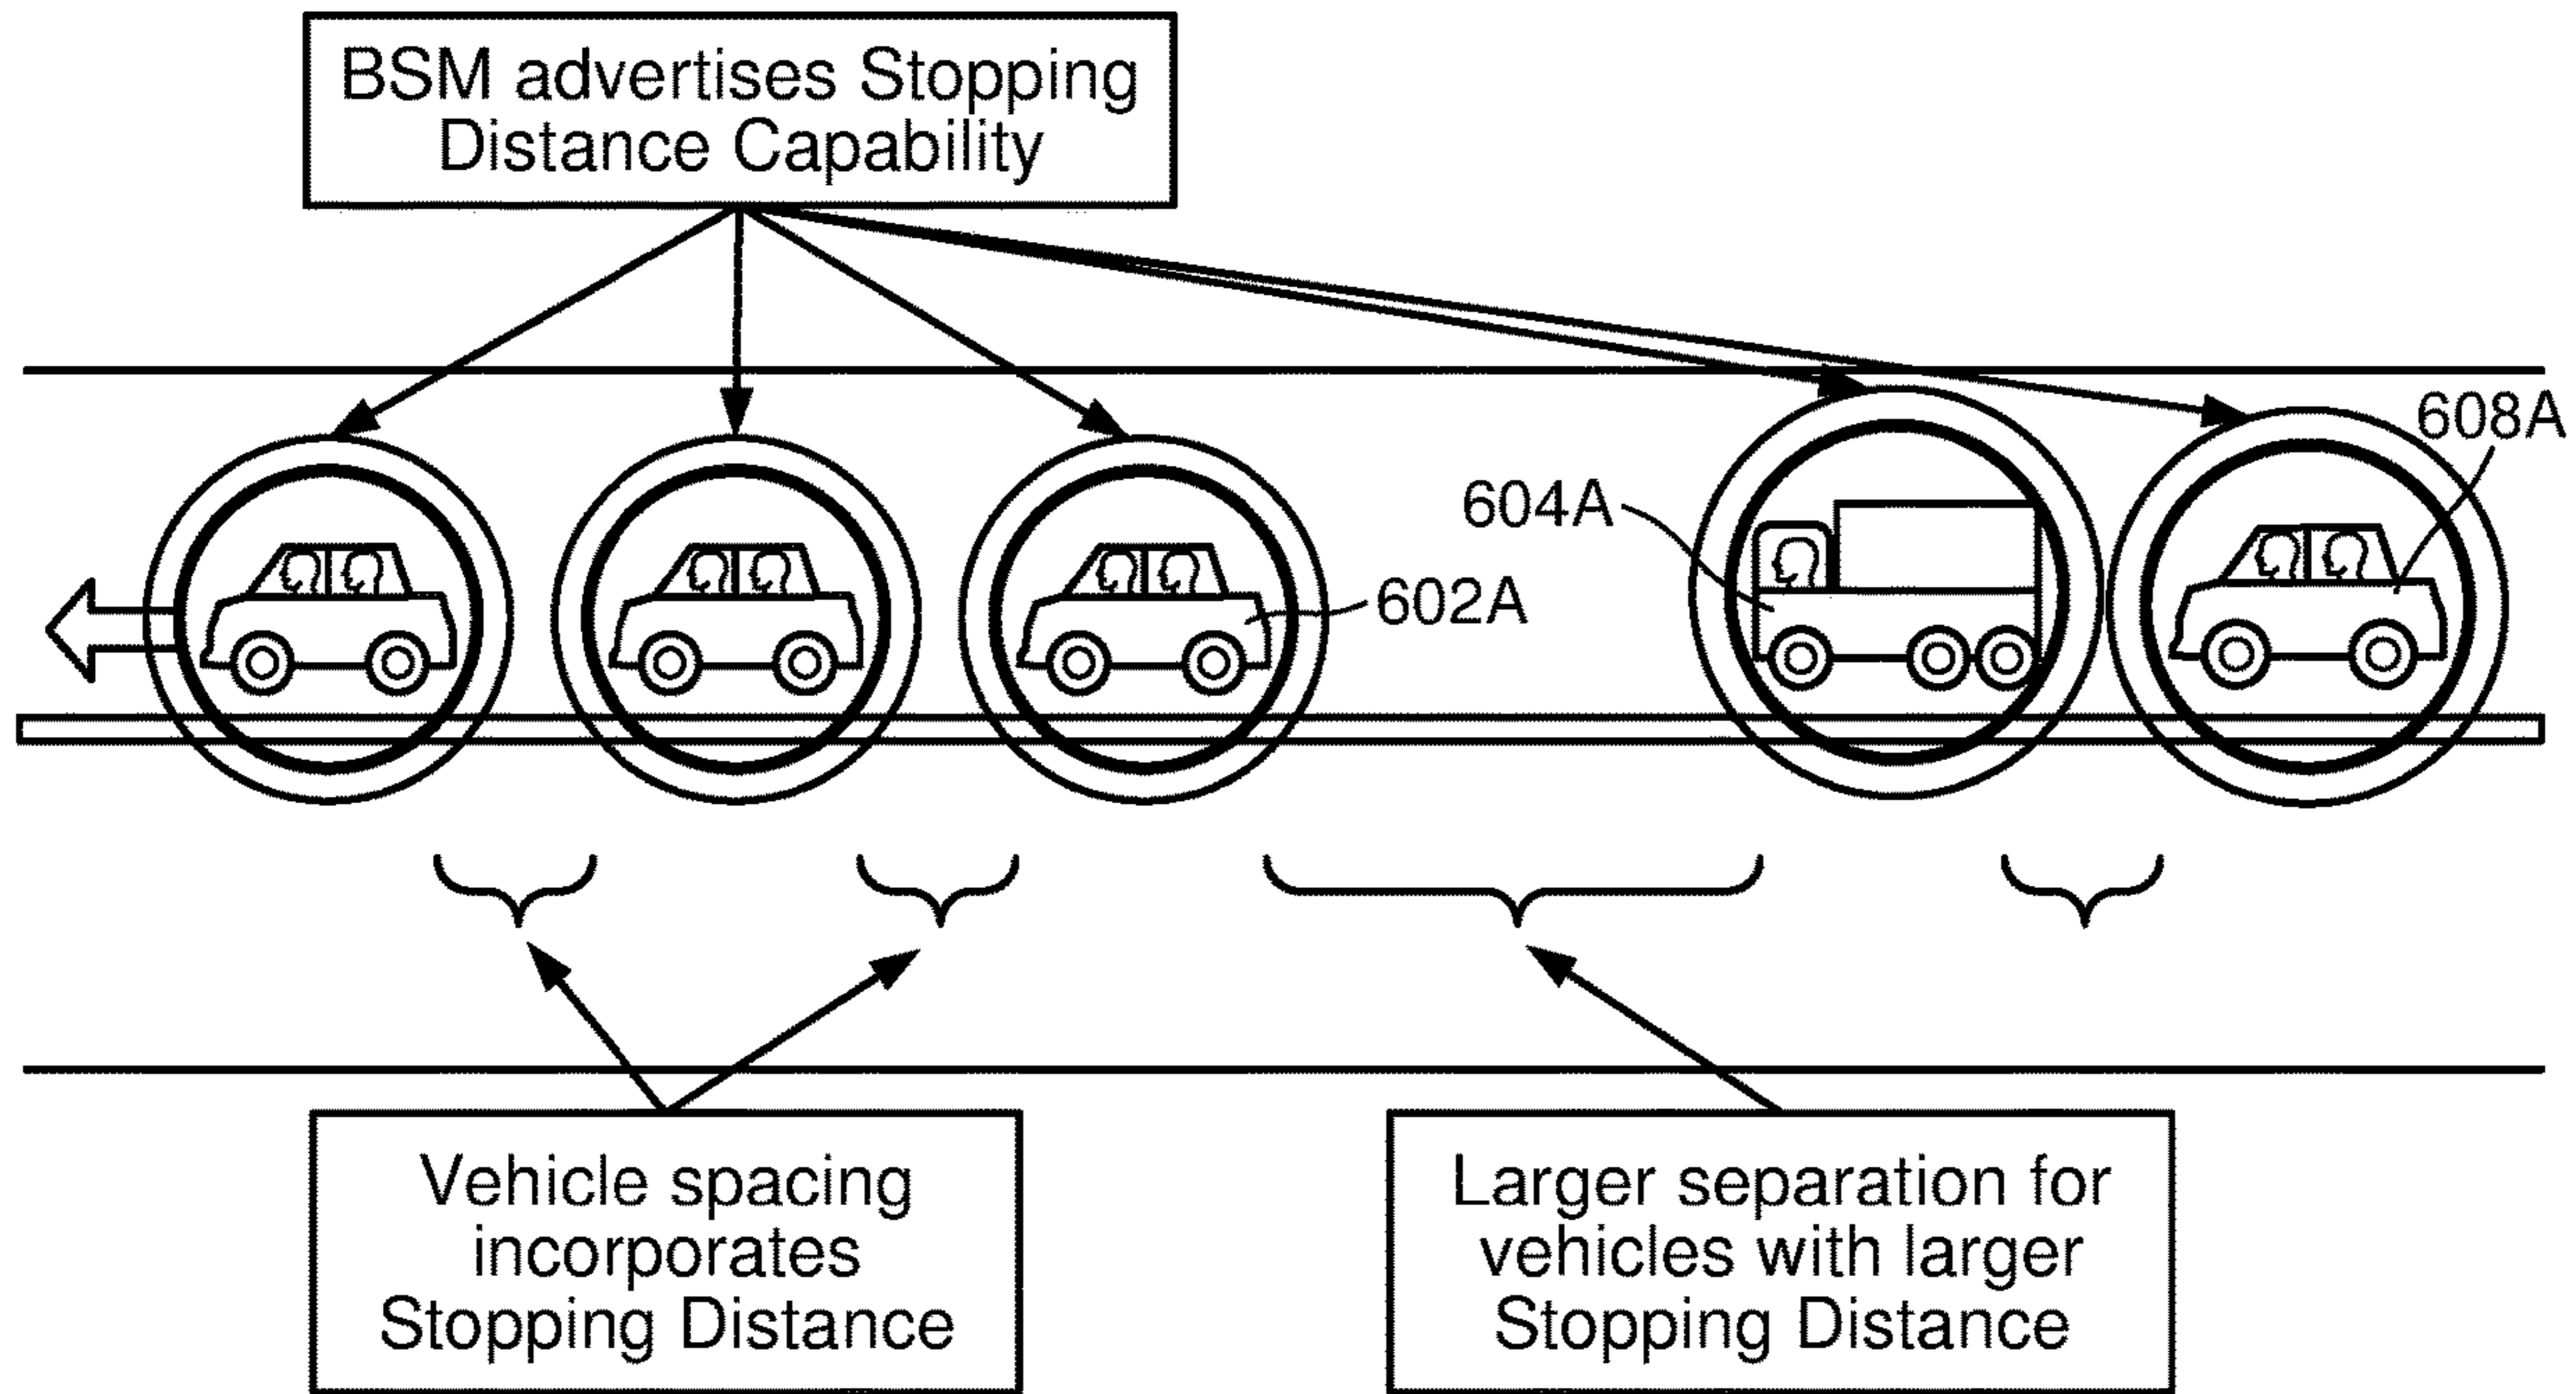 BSM advertises Stopping
Distance Capability
608A
604A
602A
Vehicle spacing
incorporates
Stopping Distance
Larger separation for
vehicles with larger
Stopping Distance